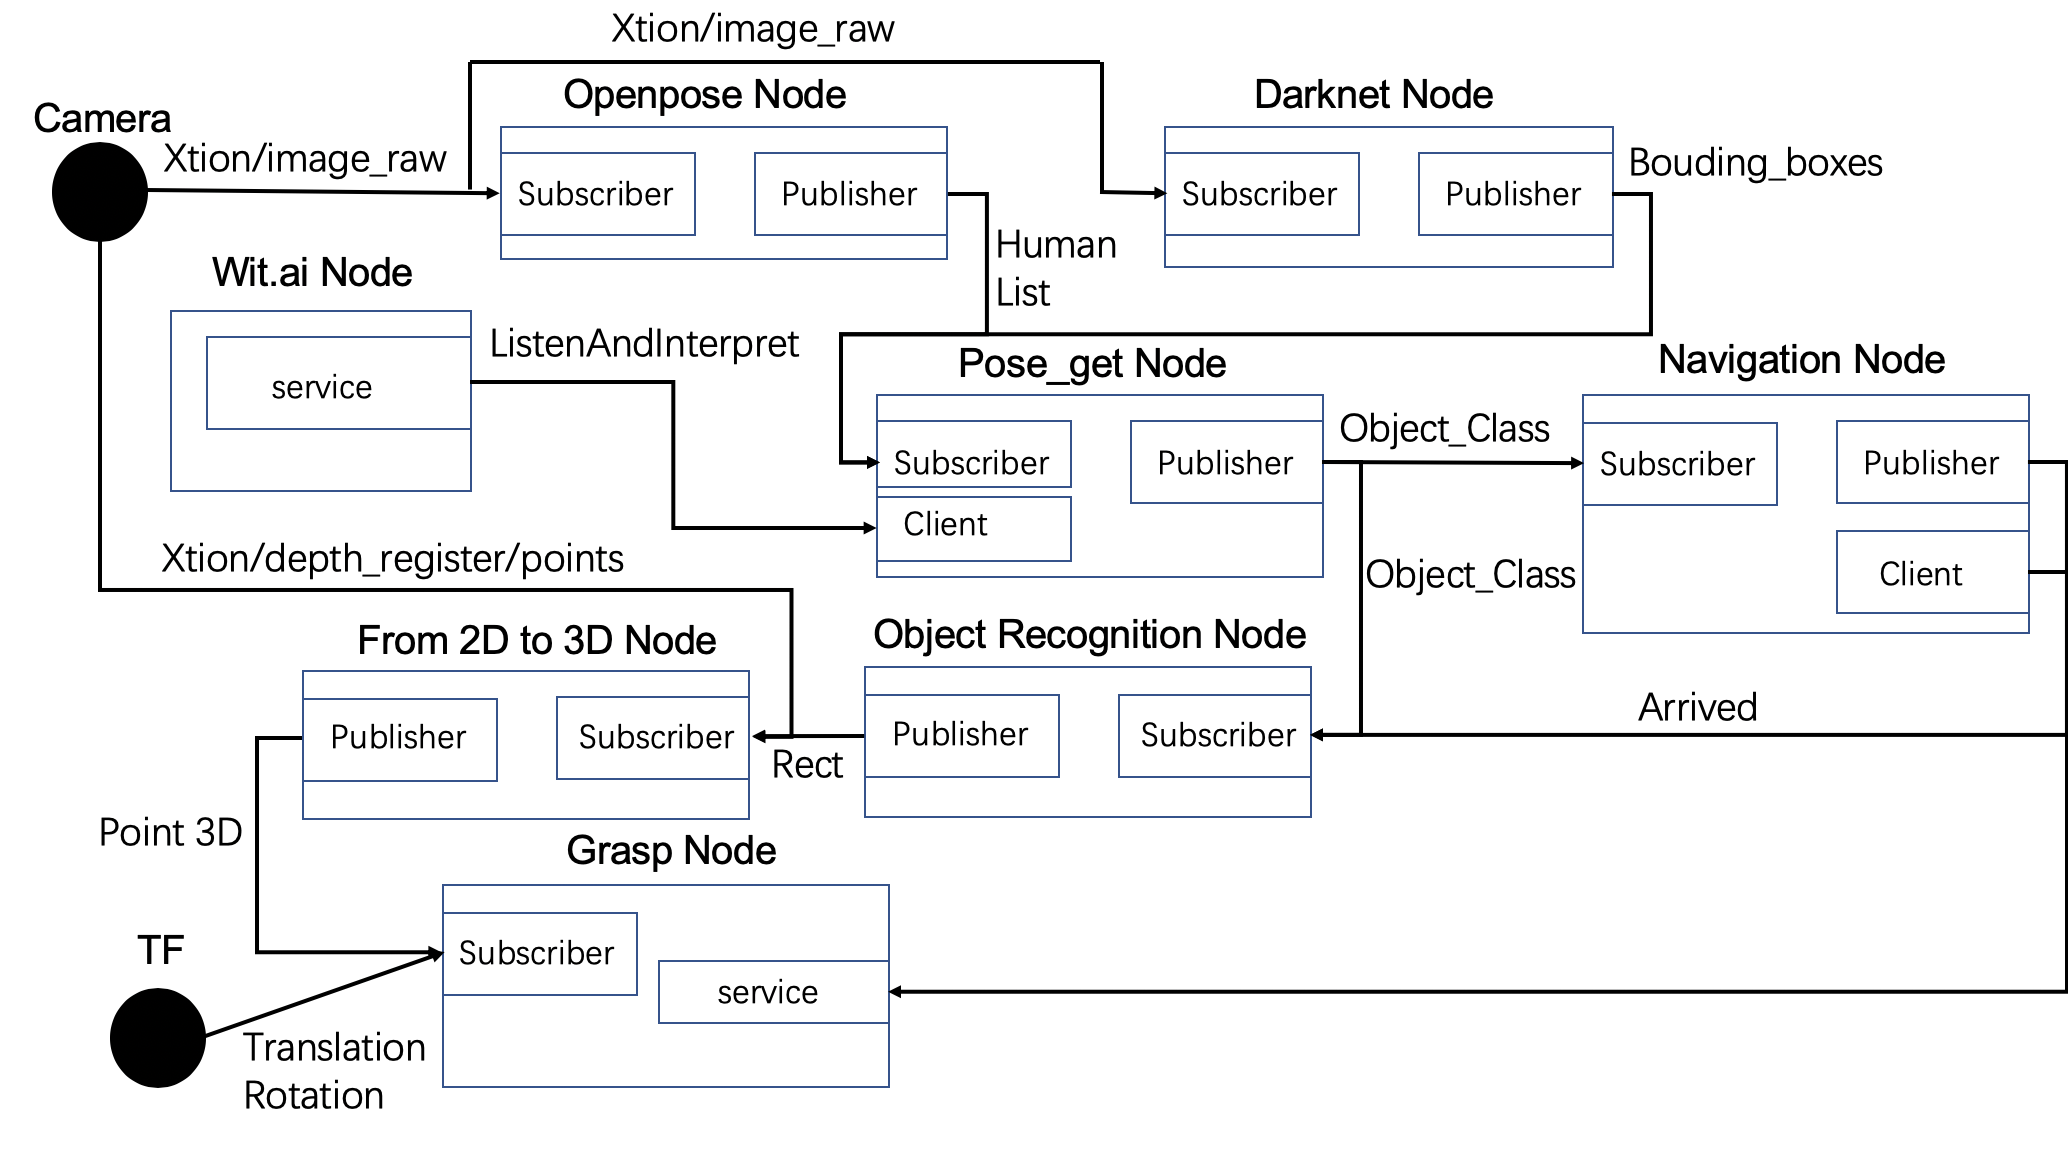 Xtion/image_raw
Openpose Node
Darknet Node
Camera
Xtion/image_raw
Bouding_boxes
Subscriber
Publisher
Subscriber
Publisher
Human
List
Wit.ai Node
ListenAndInterpret
service
Pose_get Node
Navigation Node
Object_Class
Subscriber
Publisher
Subscriber
Publisher
Client
Xtion/depth_register/points
Object_Class
Client
From 2D to 3D Node
Object Recognition Node
Arrived
Publisher
Subscriber
Rect
Publisher
Subscriber
Point 3D
Grasp Node
TF
Subscriber
service
Translation
Rotation